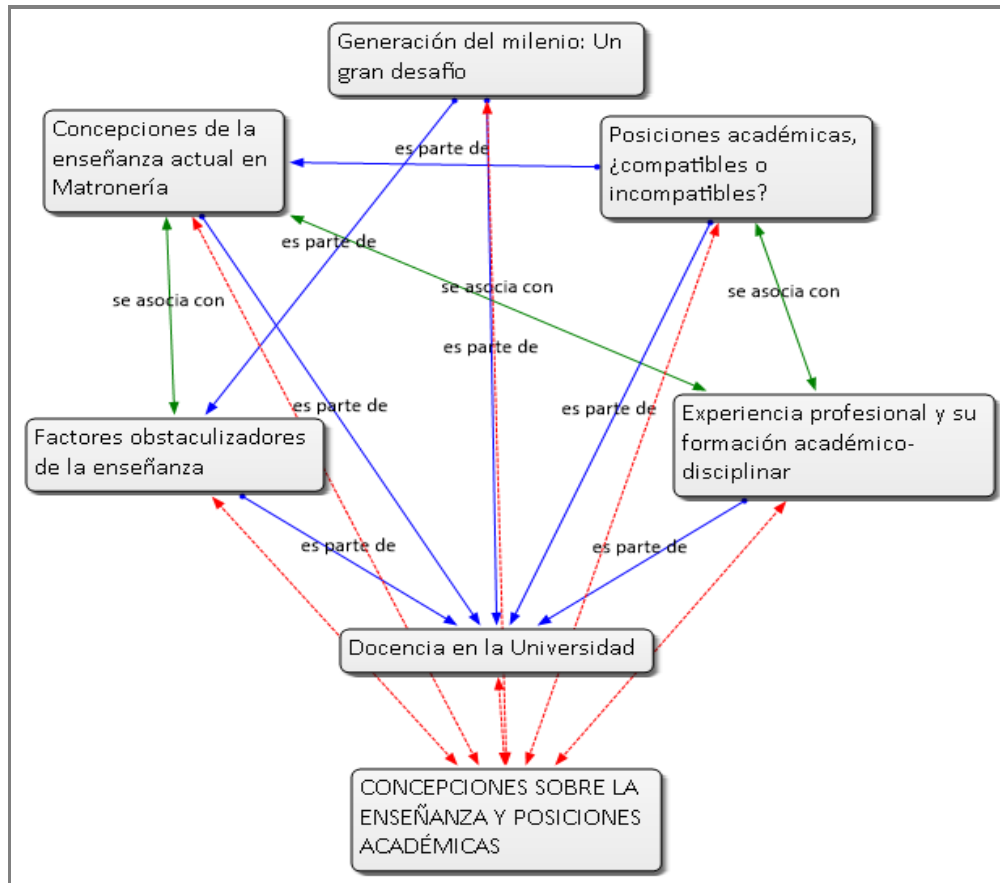 Generación del milenio: Un
gran desafío
Concepciones de la
enseñanza actual en
Matronería
es parte de
Posiciones académicas,
¿compatibles o
incompatibles?
es parte de
se asocia con
se asocia con
se asocia con
es parte de
es parte de
es parte de
Factores obstaculizadores
de la enseñanza
Experiencia profesional y su
formación académico-
disciplinar
es parte de
es parte de
Docencia en la Universidad
CONCEPCIONES SOBRE LA
ENSEÑANZA Y POSICIONES
ACADÉMICAS